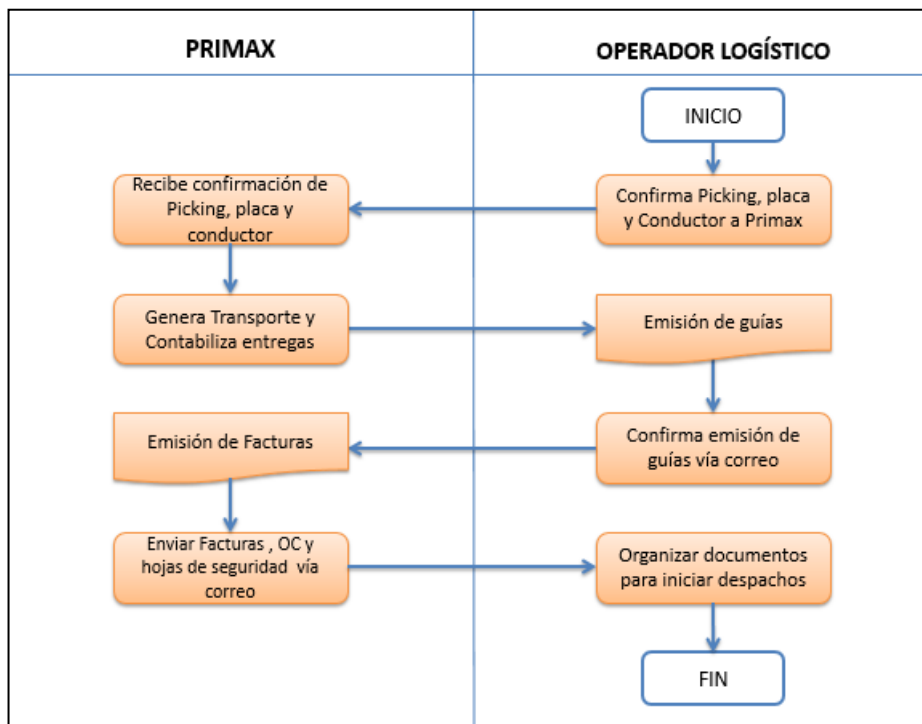 PRIMAX
OPERADOR LOGÍSTICO
INICIO
Recibe confirmación de
Picking, placa y
conductor
Confirma Picking, placa
y Conductor a Primax
Genera Transporte y
Contabiliza entregas
Emisión de guías
Emisión de Facturas
Confirma emisión de
guías vía correo
Enviar Facturas , OC y
hojas de seguridad vía
correo
Organizar documentos
para iniciar despachos
FIN